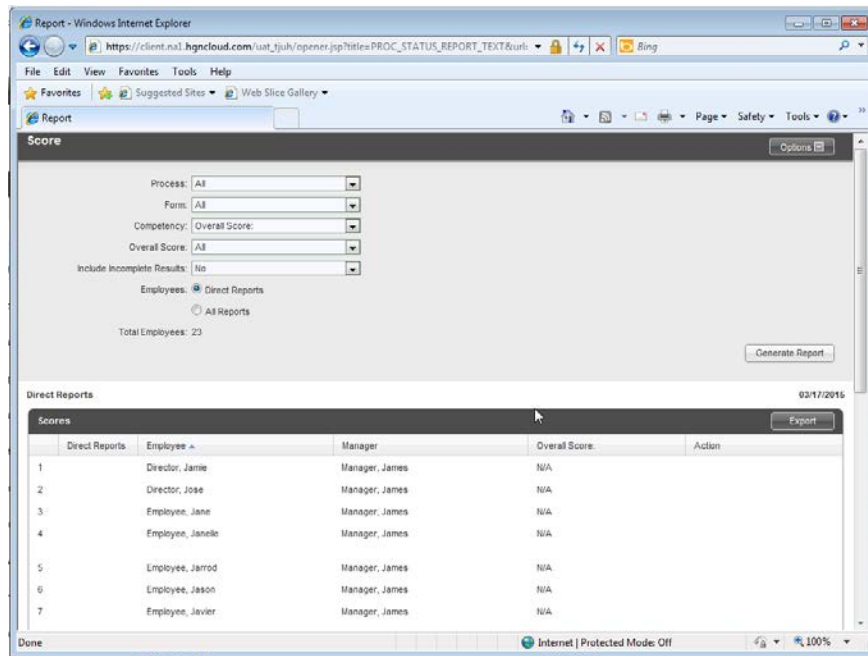 Report - Windows Internet Explorer
https://client.na1.hgncloud.com/uat_tjuh/opener.jsp?title=PROC_STATUS_REPORT_TEXT&url= Bing
File Edit View Favorites Tools Help
Favorites Suggested Sites Web Slice Gallery
Report Page Safety Tools
Score Options
Process: All
Form: All
Competency: Overall Score:
Overall Score: All
Include Incomplete Results: No
Employees: Direct Reports
All Reports
Total Employees: 23
Generate Report
Direct Reports 03/17/2015
Scores Export
Direct Reports Employee Manager Overall Score: Action
1 Director, Jamie Manager, James N/A
2 Director, Jose Manager, James N/A
3 Employee, Jane Manager, James N/A
4 Employee, Janelle Manager, James N/A
5 Employee, Jarrod Manager, James N/A
6 Employee, Jason Manager, James N/A
7 Employee, Javier Manager, James N/A
Done Internet | Protected Mode: Off 100%